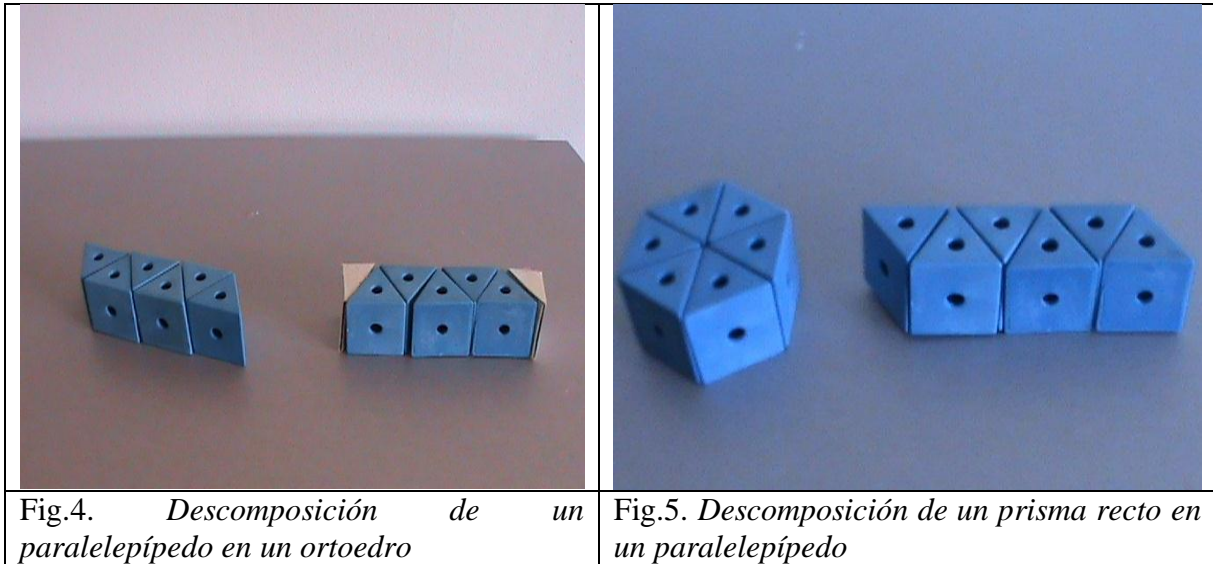 Fig.4. Descomposición de un
paralelepípedo en un ortoedro
Fig.5. Descomposición de un prisma recto en
un paralelepípedo